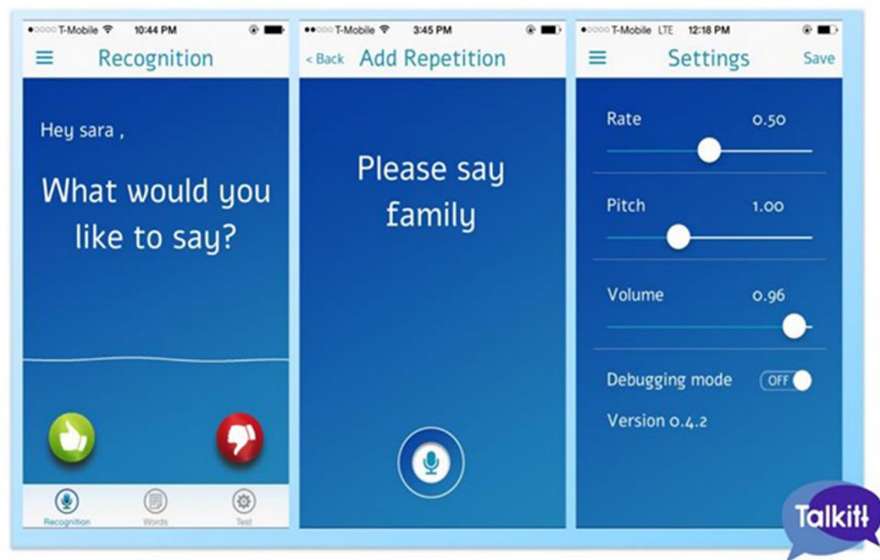 T-Mobile 10:44 PM
Recognition
Hey sara ,
What would you
like to say?
Recognition Words Test
T-Mobile 3:45 PM
< Back Add Repetition
Please say
family
T-Mobile LTE 12:18 PM
Settings Save
Rate 0.50
Pitch 1.00
Volume 0.96
Debugging mode OFF
Version 0.4.2
Talkitt